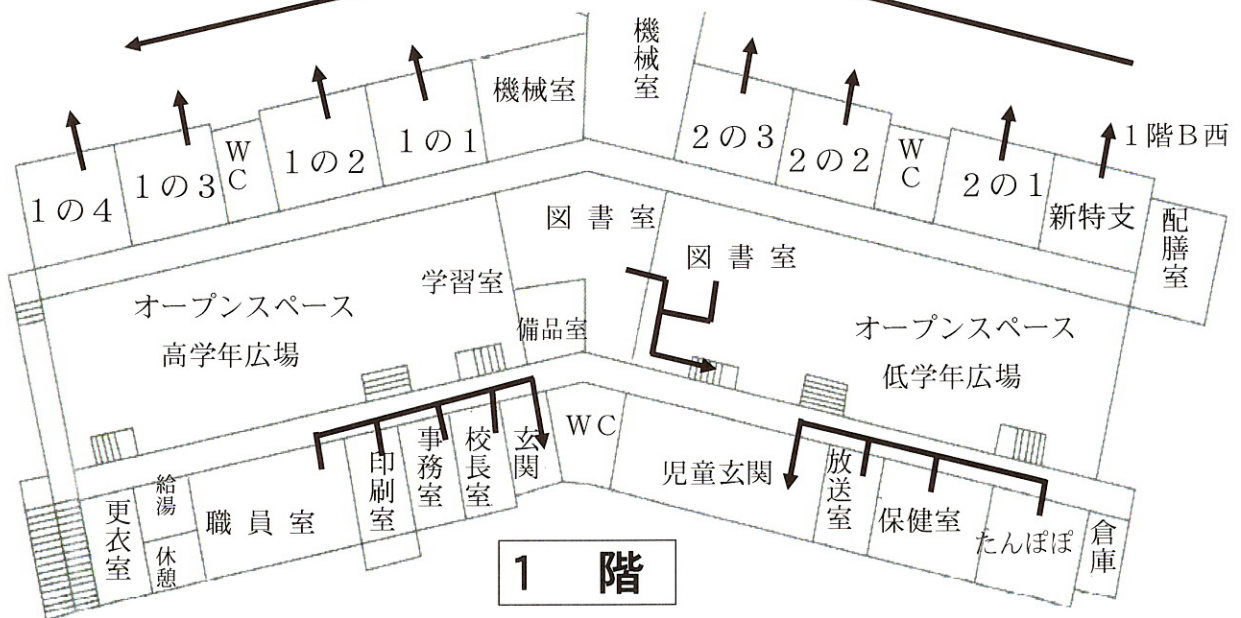 機械室
機械室
1の4
1の3
WC
1の2
1の1
2の3
2の2
WC
2の1
新特支
1階B西
配膳室
図書室
図書室
学習室
備品室
オープンスペース
高学年広場
オープンスペース
低学年広場
更衣室
給湯
休憩
職員室
印刷室
事務室
校長室
玄関
WC
児童玄関
放送室
保健室
たんぽぽ
倉庫
1 階